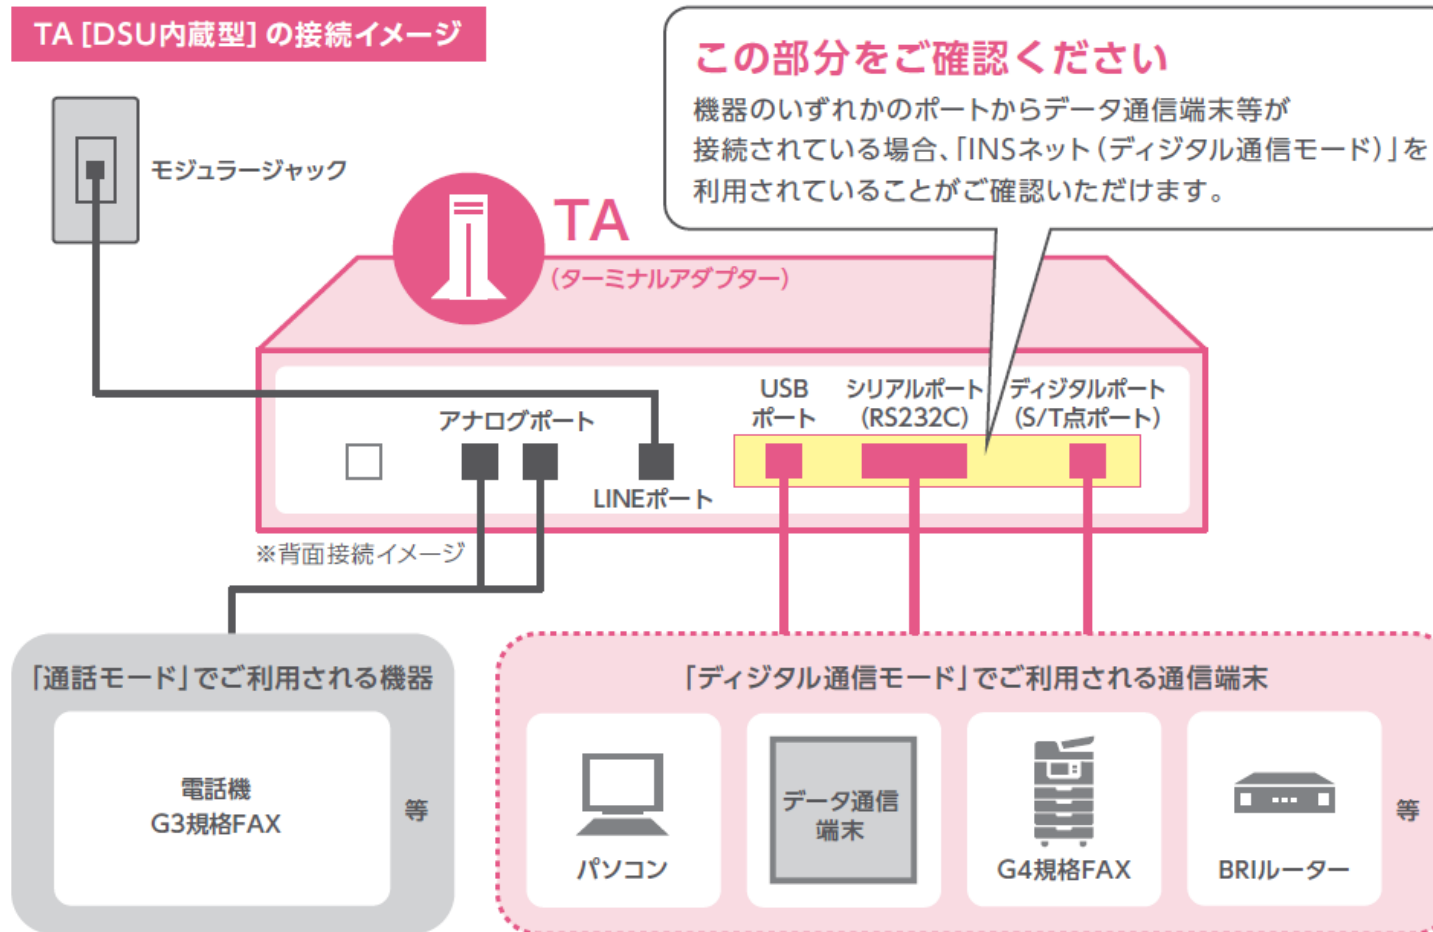 TA [DSU内蔵型] の接続イメージ
この部分をご確認ください
機器のいずれかのポートからデータ通信端末等が
接続されている場合、「INSネット(ディジタル通信モード)」を
利用されていることがご確認いただけます。
モジュラージャック
TA
(ターミナルアダプター)
アナログポート
LINEポート
USB
ポート
シリアルポート
(RS232C)
ディジタルポート
(S/T点ポート)
※背面接続イメージ
「通話モード」でご利用される機器
電話機
G3規格FAX
等
「ディジタル通信モード」でご利用される通信端末
パソコン
データ通信
端末
G4規格FAX
BRIルーター
等